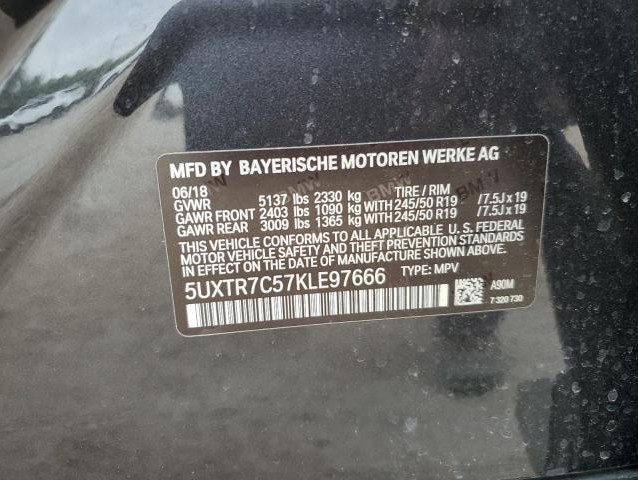 MFD BY BAYERISCHE MOTOREN WERKE AG
06/18 TIRE / RIM
GVWR 5137 lbs 2330 kg
GAWR FRONT 2403 lbs 1090 kg WITH 245/50 R19 /7.5J x 19
GAWR REAR 3009 lbs 1365 kg WITH 245/50 R19 /7.5J x 19
THIS VEHICLE CONFORMS TO ALL APPLICABLE U.S. FEDERAL
MOTOR VEHICLE SAFETY AND THEFT PREVENTION STANDARDS
IN EFFECT ON THE DATE OF MANUFACTURE SHOWN ABOVE.
5UXTR7C57KLE97666 TYPE: MPV
A90M
7 320 730
BMW
BMW
BMW